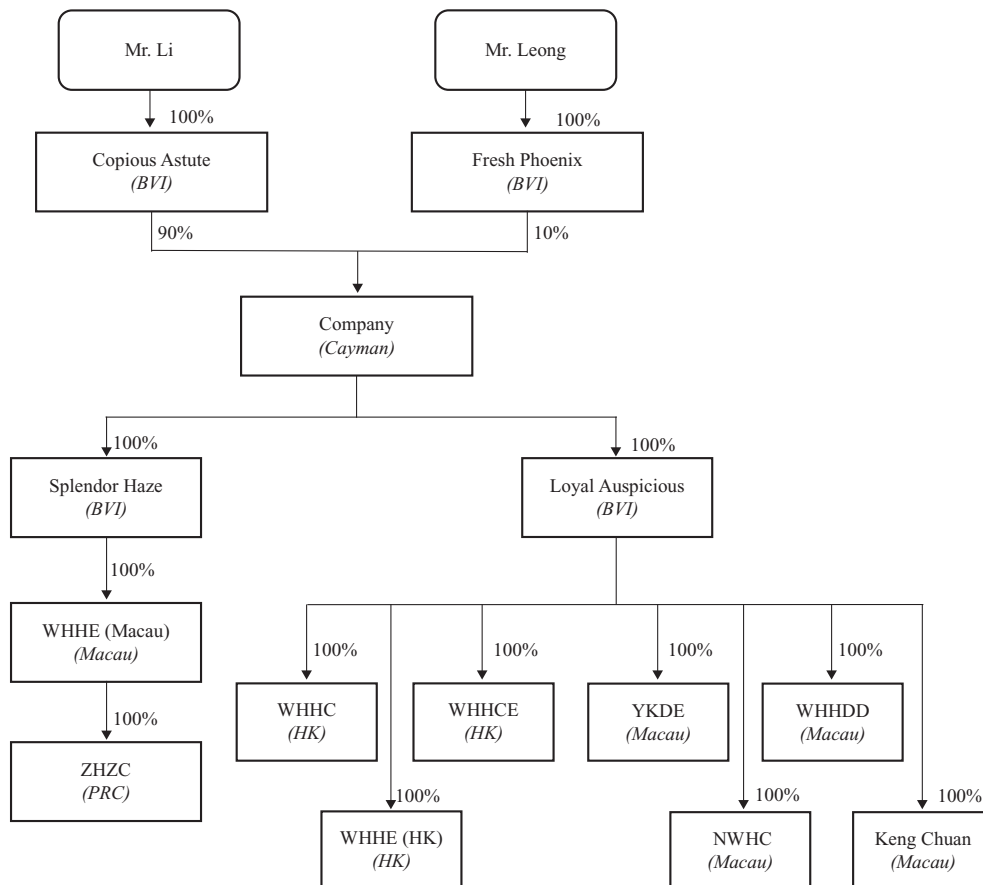 Mr. Li
Mr. Leong
100%
100%
Copious Astute
(BVI)
Fresh Phoenix
(BVI)
90%
10%
Company
(Cayman)
100%
100%
Splendor Haze
(BVI)
Loyal Auspicious
(BVI)
100%
WHHE (Macau)
(Macau)
100%
100%
100%
100%
WHHC
(HK)
WHHCE
(HK)
YKDE
(Macau)
WHHDD
(Macau)
100%
ZHZC
(PRC)
100%
100%
100%
WHHE (HK)
(HK)
NWHC
(Macau)
Keng Chuan
(Macau)